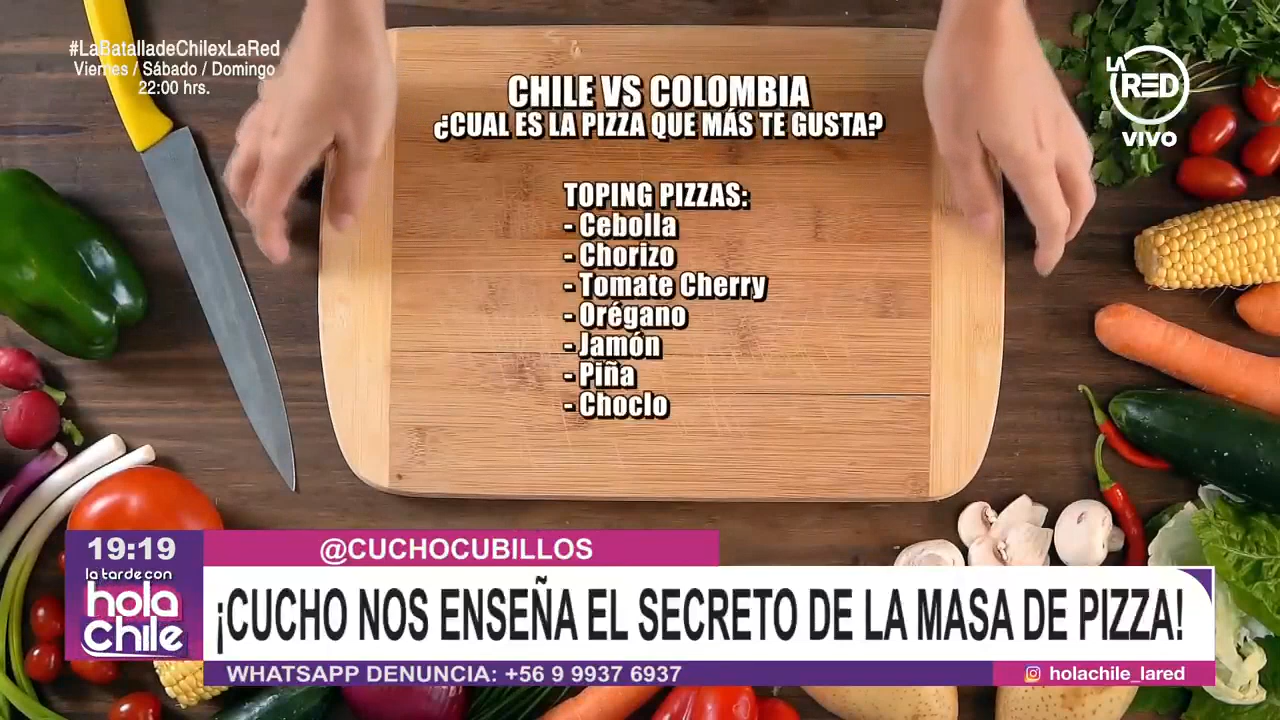 #LaBatalladeChilexLaRed
Viernes / Sábado / Domingo
22:00 hrs.
LA RED
VIVO
CHILE VS COLOMBIA
¿CUAL ES LA PIZZA QUE MÁS TE GUSTA?
TOPING PIZZAS:
- Cebolla
- Chorizo
- Tomate Cherry
- Orégano
- Jamón
- Piña
- Choclo
19:19
la tarde con
hola
Chile
@CUCHOCUBILLOS
¡CUCHO NOS ENSEÑA EL SECRETO DE LA MASA DE PIZZA!
WHATSAPP DENUNCIA: +56 9 9937 6937
holachile_lared